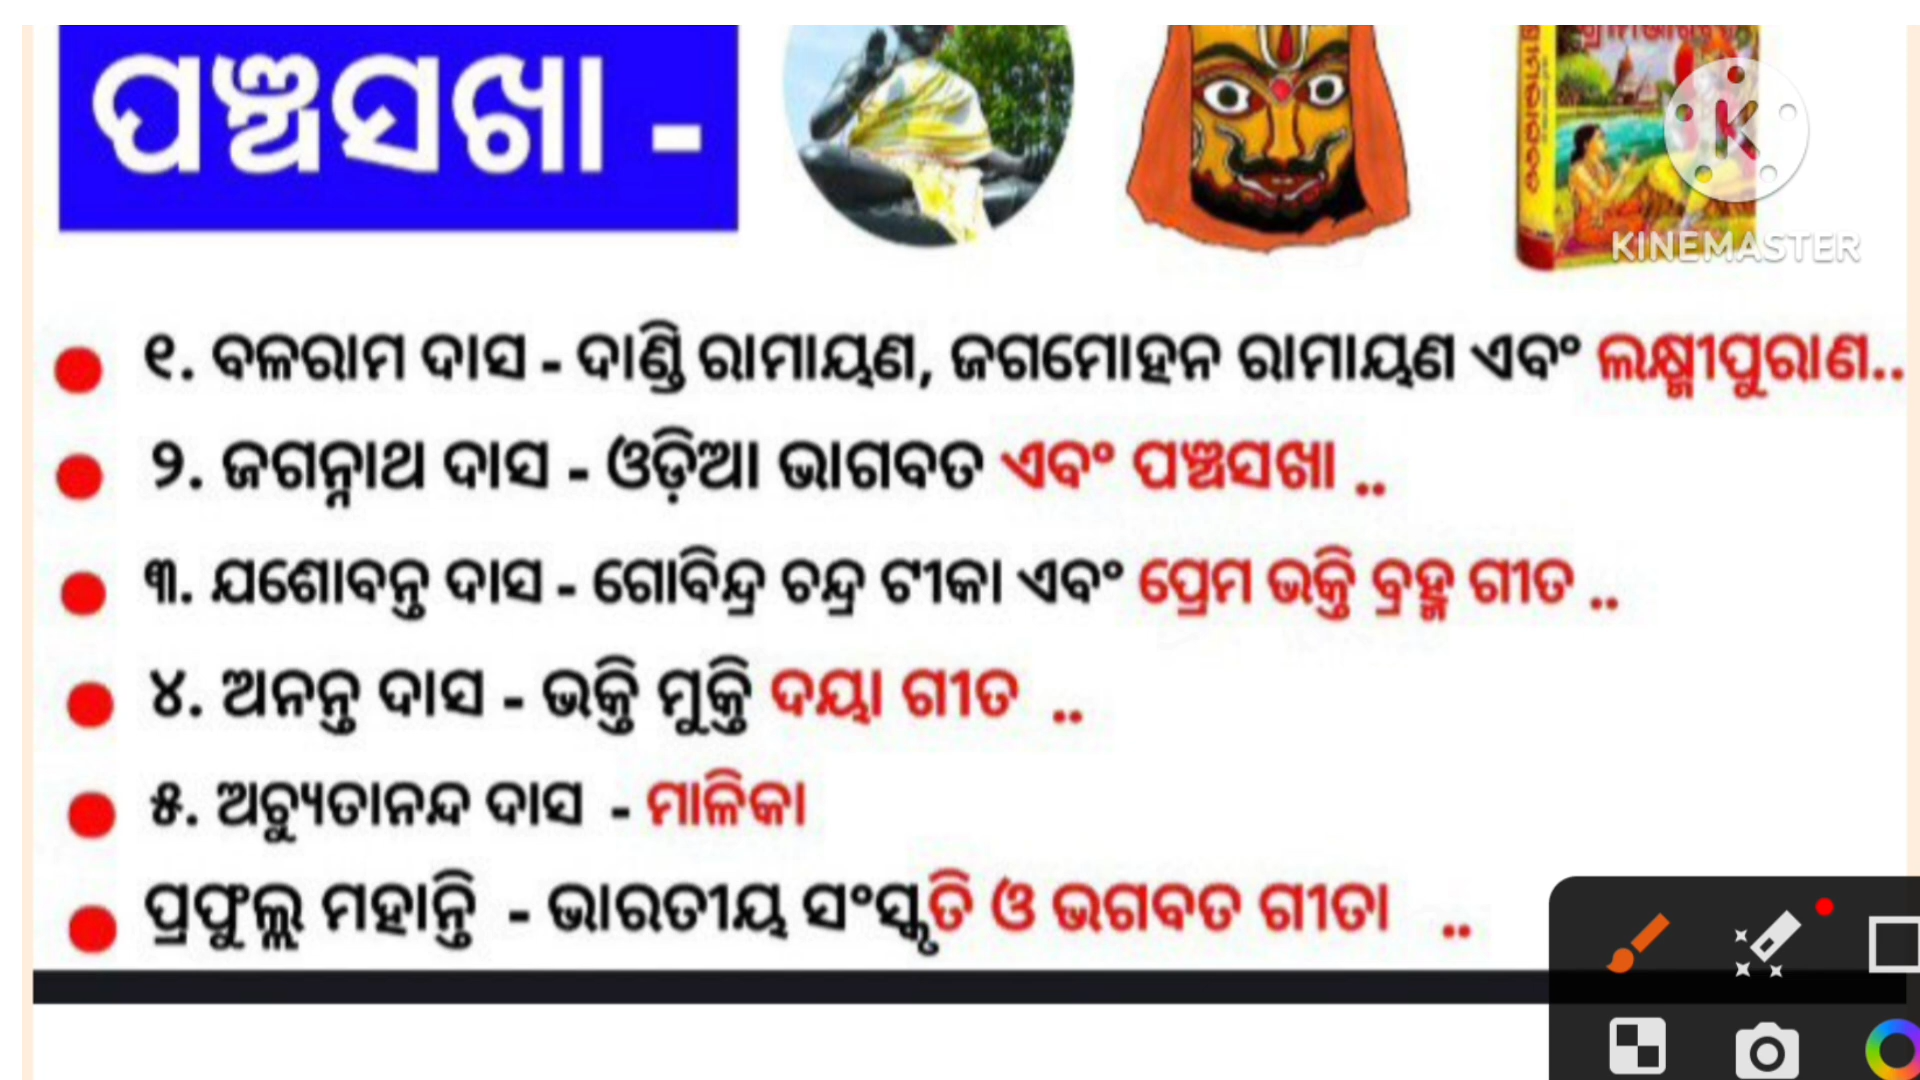 ପଞ୍ଚସଖା -
KINEMASTER
୧. ବଳରାମ ଦାସ - ଦାଣ୍ଡି ରାମାୟଣ, ଜଗମୋହନ ରାମାୟଣ ଏବଂ ଲକ୍ଷ୍ମୀପୁରାଣ..
୨. ଜଗନ୍ନାଥ ଦାସ - ଓଡ଼ିଆ ଭାଗବତ ଏବଂ ପଞ୍ଚସଖା ..
୩. ଯଶୋବନ୍ତ ଦାସ - ଗୋବିନ୍ଦ୍ର ଚନ୍ଦ୍ର ଟୀକା ଏବଂ ପ୍ରେମ ଭକ୍ତି ବ୍ରହ୍ମ ଗୀତ ..
୪. ଅନନ୍ତ ଦାସ - ଭକ୍ତି ମୁକ୍ତି ଦୟା ଗୀତ ..
୫. ଅଚ୍ୟୁତାନନ୍ଦ ଦାସ - ମାଳିକା
ପ୍ରଫୁଲ୍ଲ ମହାନ୍ତି - ଭାରତୀୟ ସଂସ୍କୃତି ଓ ଭଗବତ ଗୀତା ..